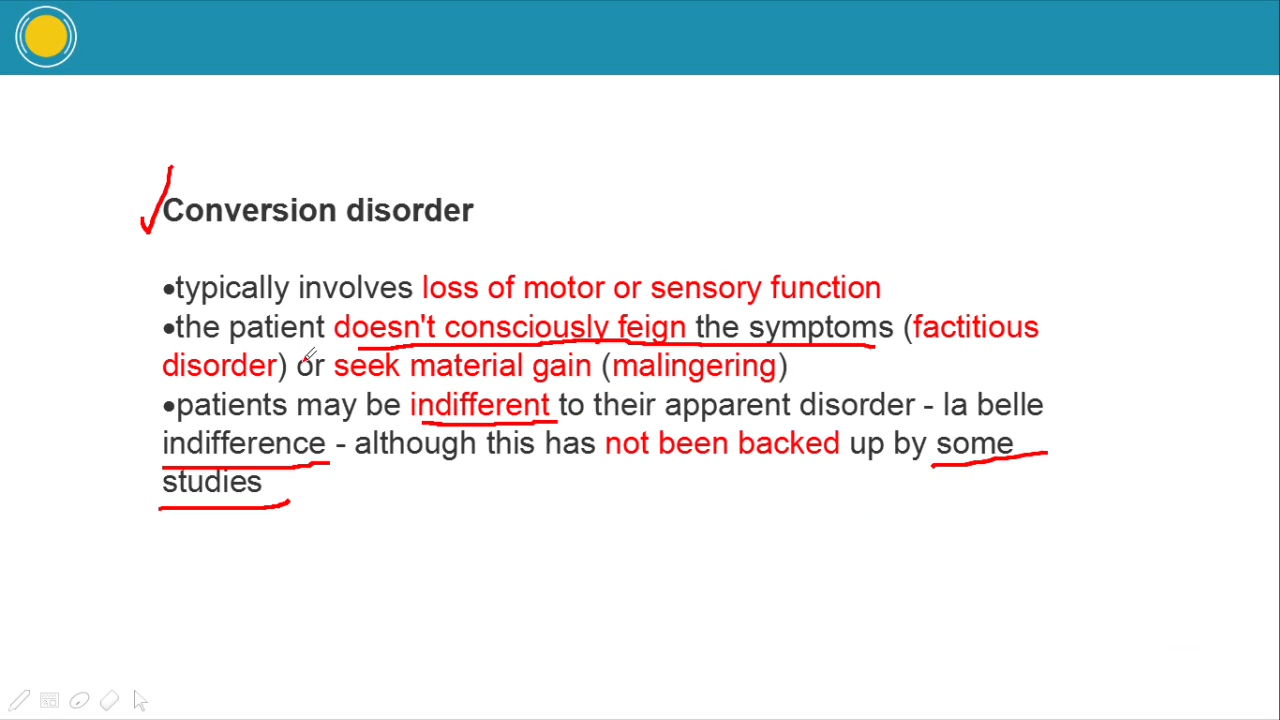 Conversion disorder
•typically involves loss of motor or sensory function
•the patient doesn't consciously feign the symptoms (factitious
disorder) or seek material gain (malingering)
•patients may be indifferent to their apparent disorder - la belle
indifference - although this has not been backed up by some
studies